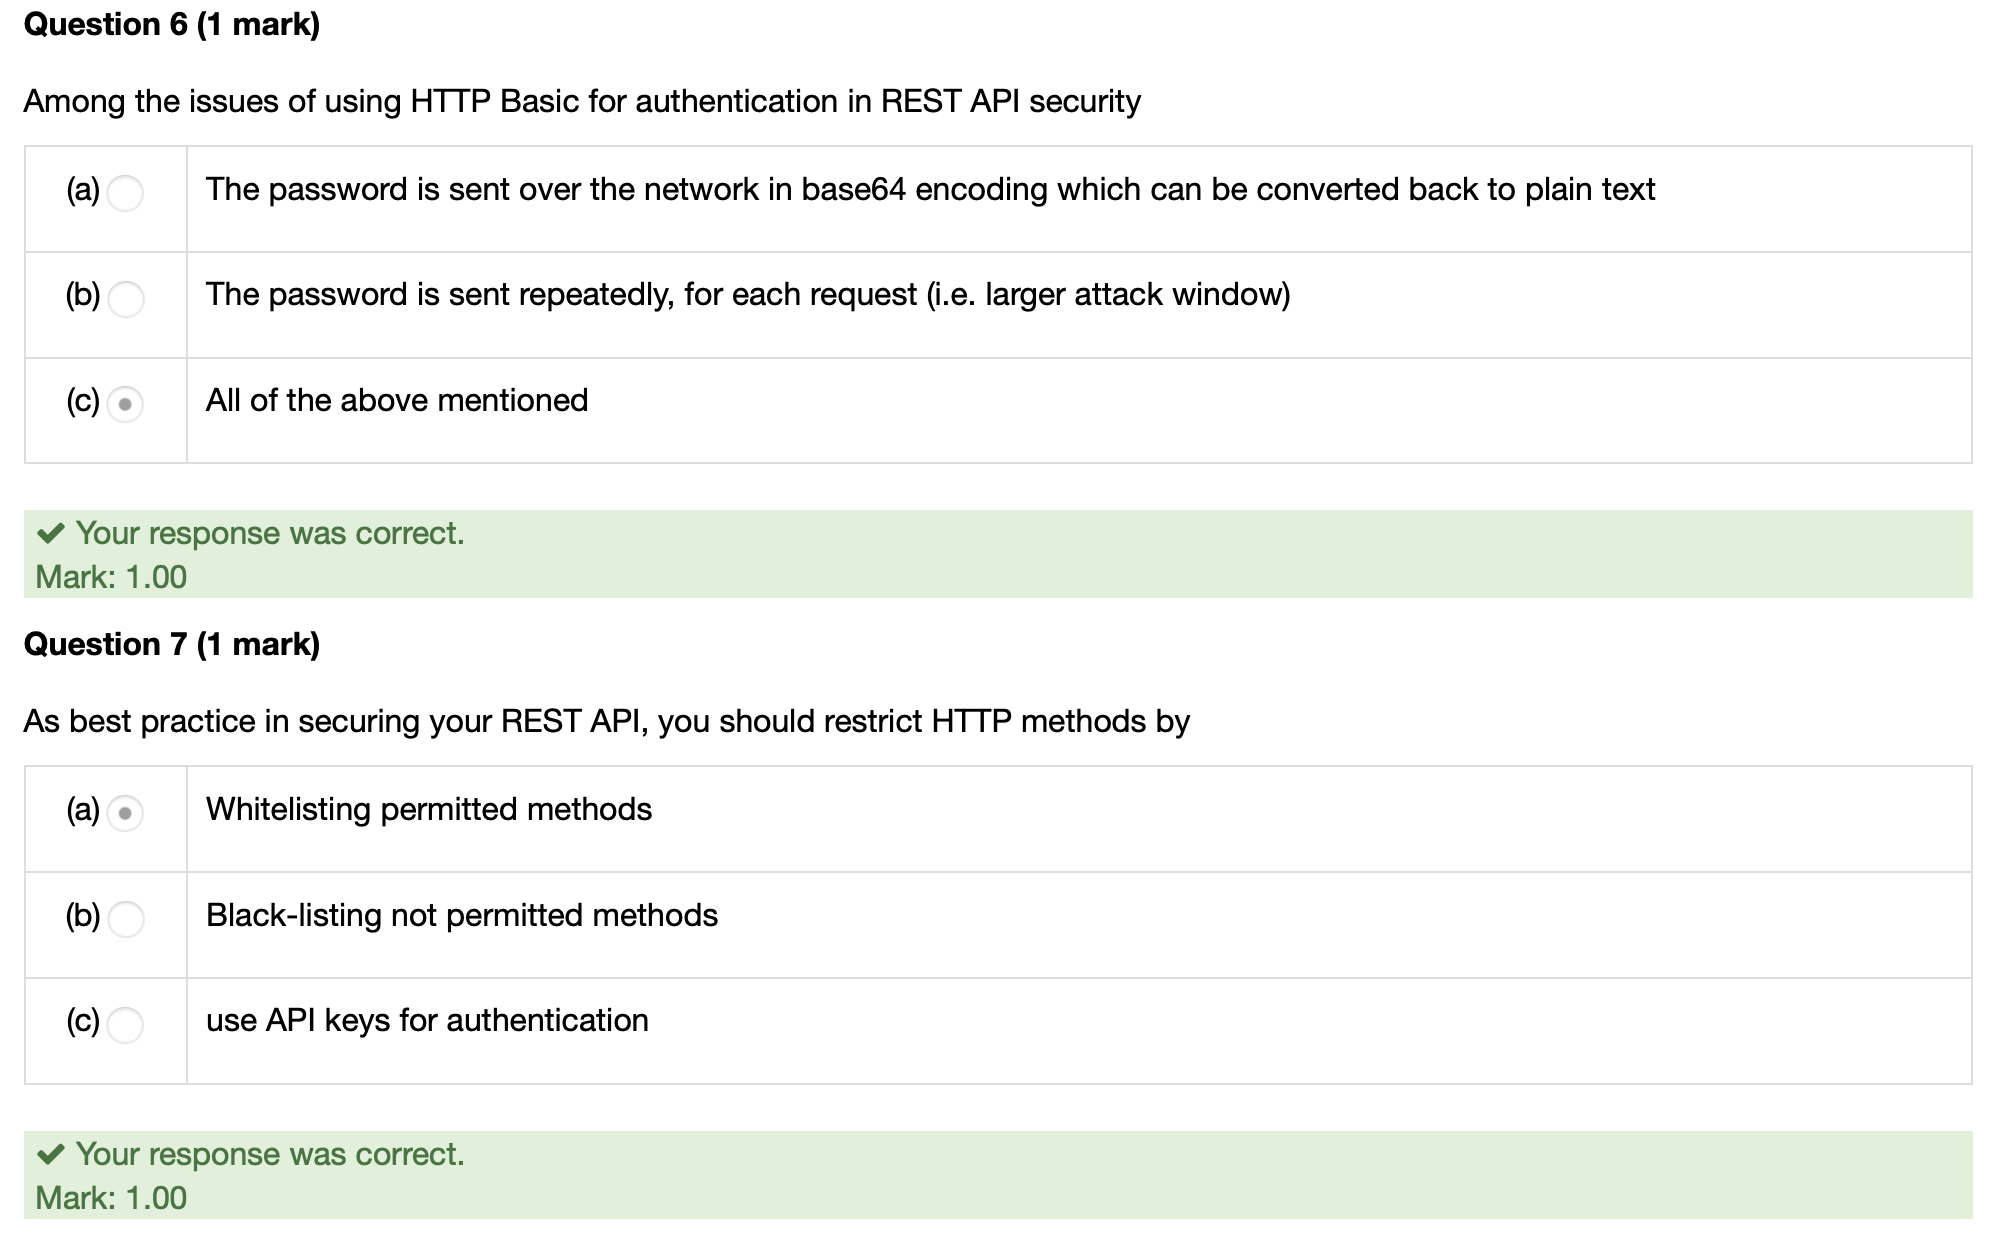 Question 6 (1 mark)
Among the issues of using HTTP Basic for authentication in REST API security
(a) The password is sent over the network in base64 encoding which can be converted back to plain text
(b) The password is sent repeatedly, for each request (i.e. larger attack window)
(c) All of the above mentioned
Your response was correct.
Mark: 1.00
Question 7 (1 mark)
As best practice in securing your REST API, you should restrict HTTP methods by
(a) Whitelisting permitted methods
(b) Black-listing not permitted methods
(c) use API keys for authentication
Your response was correct.
Mark: 1.00